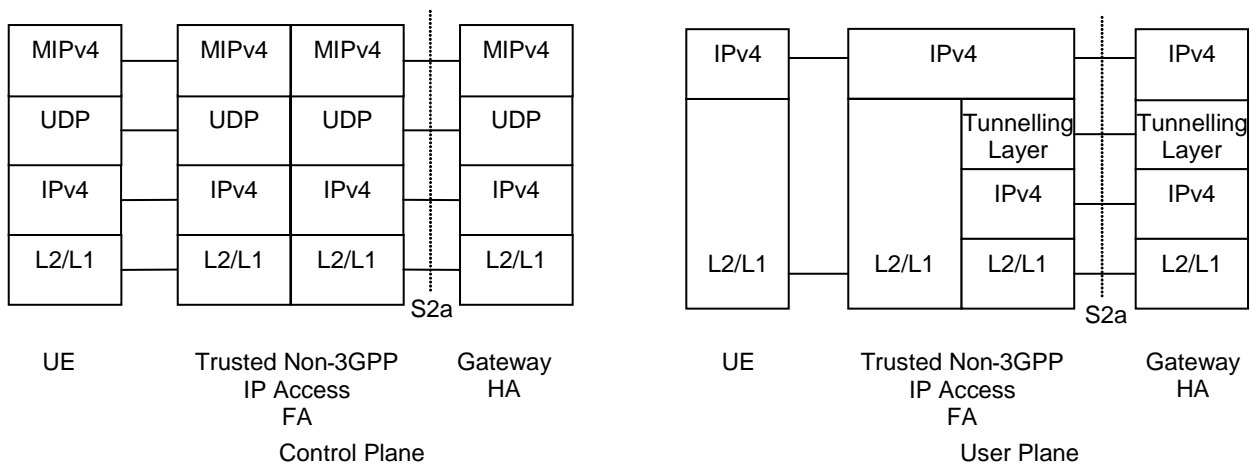 MIPv4 MIPv4 MIPv4 MIPv4
UDP UDP UDP UDP
IPv4 IPv4 IPv4 IPv4
L2/L1 L2/L1 L2/L1 L2/L1
S2a
UE
Trusted Non-3GPP
IP Access
FA
Gateway
HA
Control Plane
IPv4 IPv4 IPv4
Tunnelling
Layer
Tunnelling
Layer
IPv4 IPv4
L2/L1 L2/L1 L2/L1 L2/L1
S2a
UE
Trusted Non-3GPP
IP Access
FA
Gateway
HA
User Plane